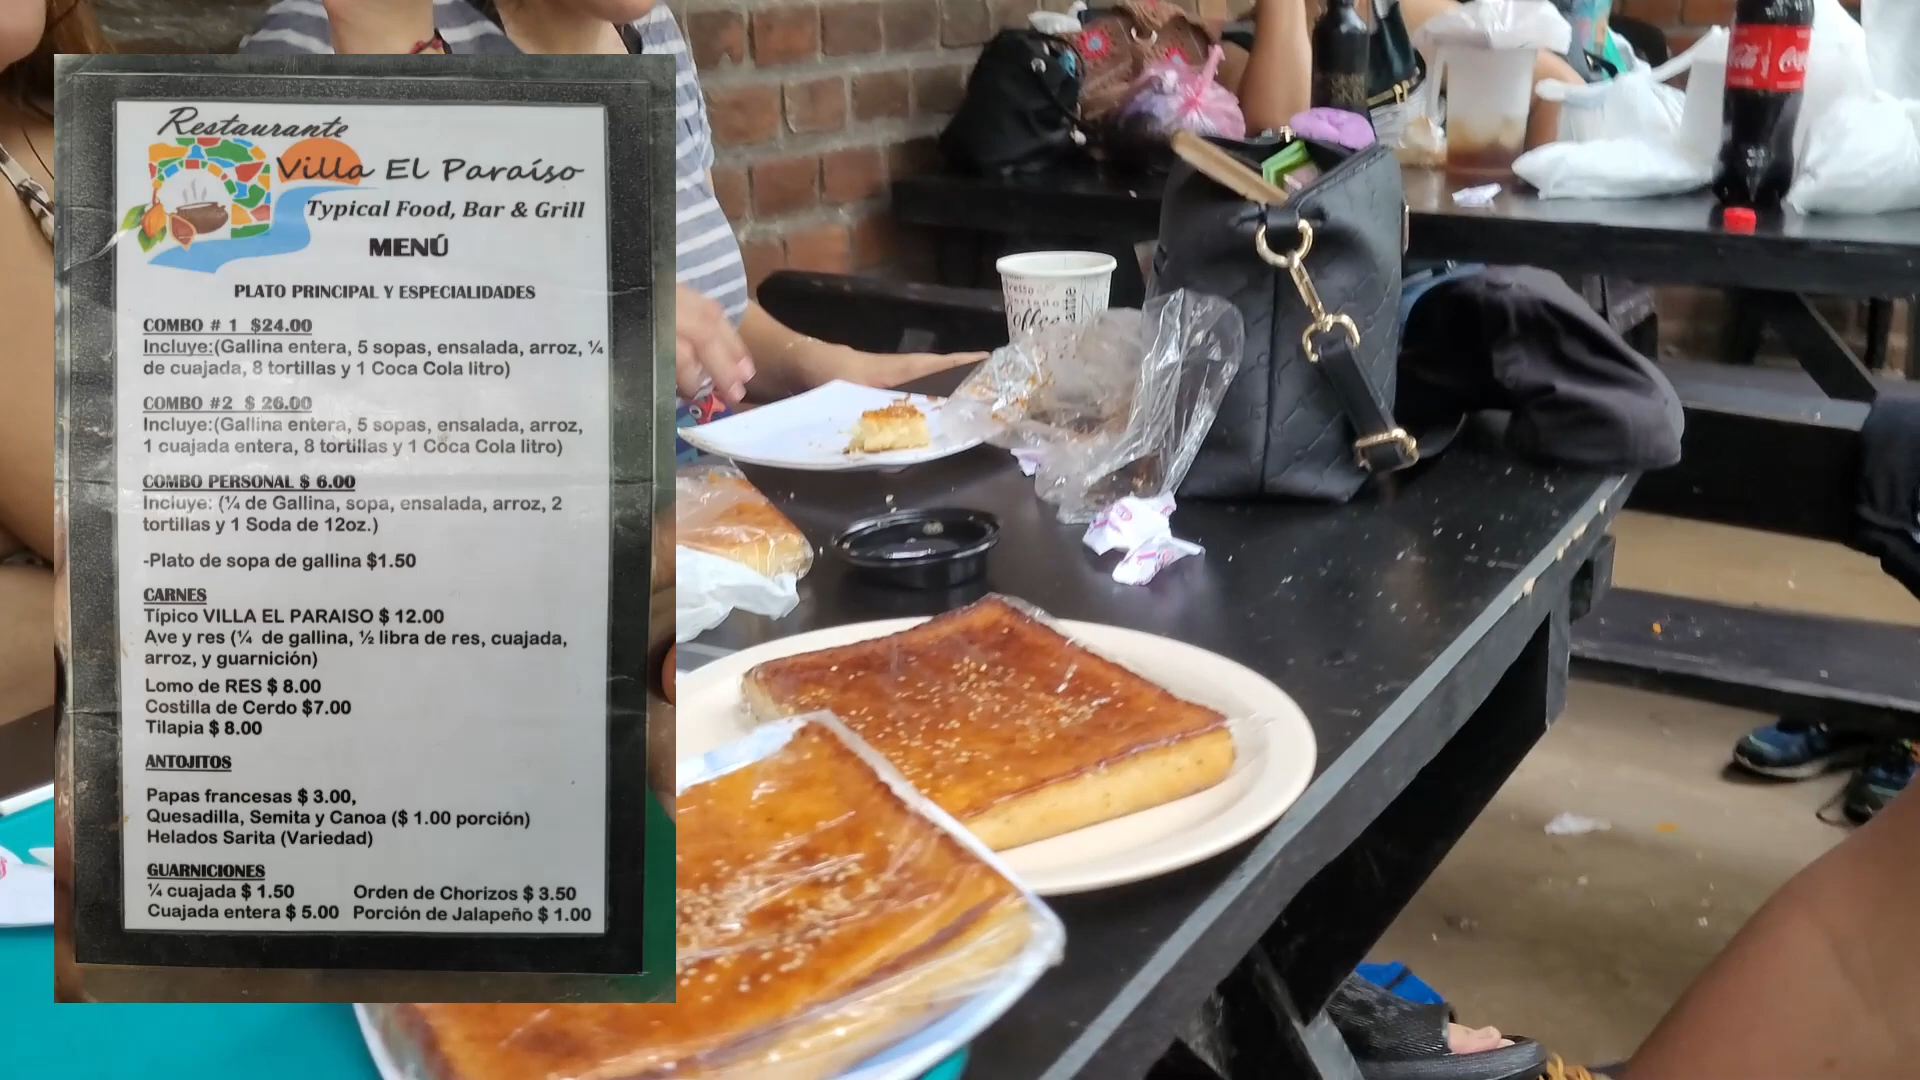 Restaurante
Villa El Paraíso
Typical Food, Bar & Grill
MENÚ
PLATO PRINCIPAL Y ESPECIALIDADES
COMBO # 1 $24.00
Incluye:(Gallina entera, 5 sopas, ensalada, arroz, ¼
de cuajada, 8 tortillas y 1 Coca Cola litro)
COMBO #2 $ 26.00
Incluye:(Gallina entera, 5 sopas, ensalada, arroz,
1 cuajada entera, 8 tortillas y 1 Coca Cola litro)
COMBO PERSONAL $ 6.00
Incluye: (¼ de Gallina, sopa, ensalada, arroz, 2
tortillas y 1 Soda de 12oz.)
-Plato de sopa de gallina $1.50
CARNES
Típico VILLA EL PARAISO $ 12.00
Ave y res (¼ de gallina, ½ libra de res, cuajada,
arroz, y guarnición)
Lomo de RES $ 8.00
Costilla de Cerdo $7.00
Tilapia $ 8.00
ANTOJITOS
Papas francesas $ 3.00,
Quesadilla, Semita y Canoa ($ 1.00 porción)
Helados Sarita (Variedad)
GUARNICIONES
¼ cuajada $ 1.50 Orden de Chorizos $ 3.50
Cuajada entera $ 5.00 Porción de Jalapeño $ 1.00
Coffee